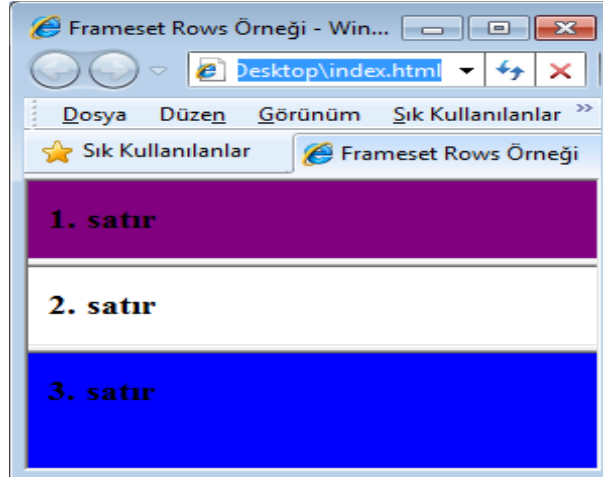 Frameset Rows Örneği - Win...
Desktop\index.html
Dosya Düzen Görünüm Sık Kullanılanlar »
Sık Kullanılanlar Frameset Rows Örneği
1. satır
2. satır
3. satır